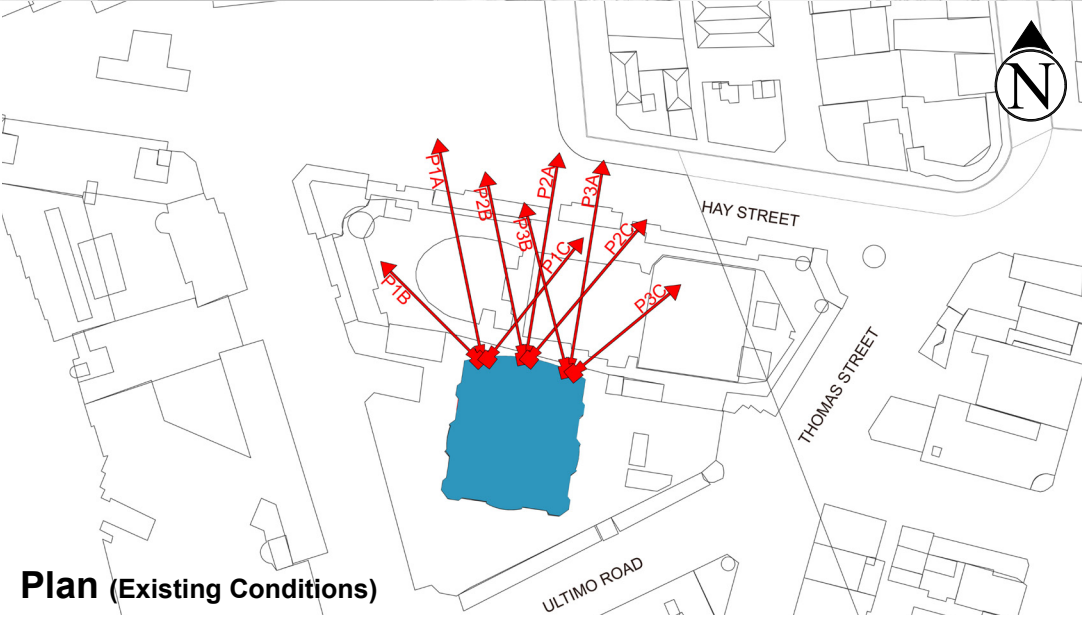 N
P1A
P2B
P2A
P3A
P3B
P1C
P2C
P1B
P3C
HAY STREET
THOMAS STREET
ULTIMO ROAD
Plan (Existing Conditions)